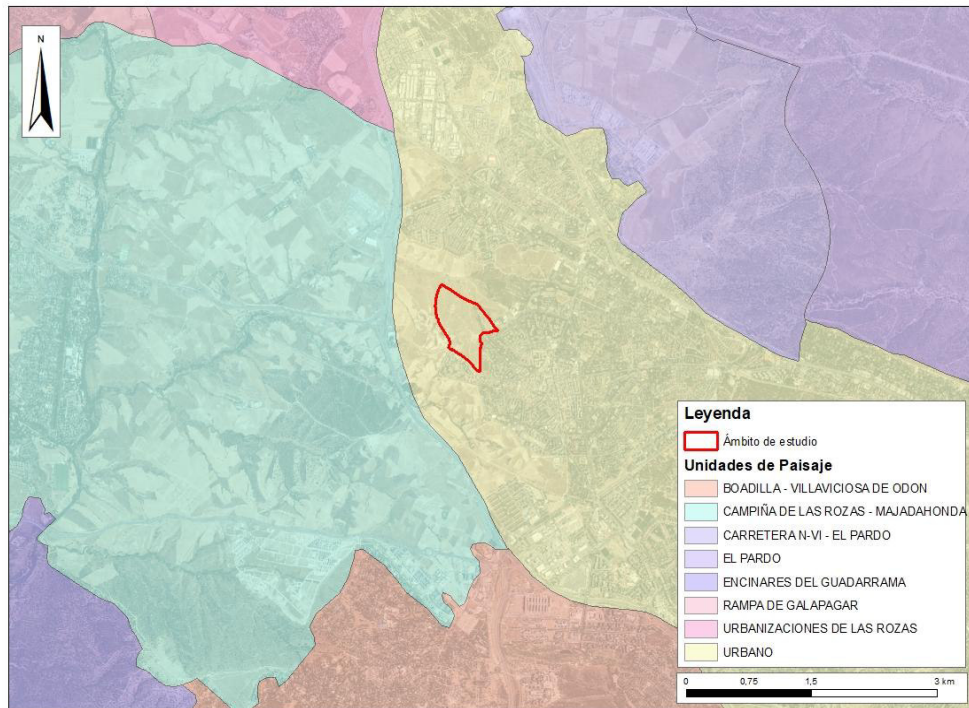 N
Leyenda
Ámbito de estudio
Unidades de Paisaje
BOADILLA - VILLAVICIOSA DE ODON
CAMPIÑA DE LAS ROZAS - MAJADAHONDA
CARRETERA N-VI - EL PARDO
EL PARDO
ENCINARES DEL GUADARRAMA
RAMPA DE GALAPAGAR
URBANIZACIONES DE LAS ROZAS
URBANO
0 0,75 1,5 3 km